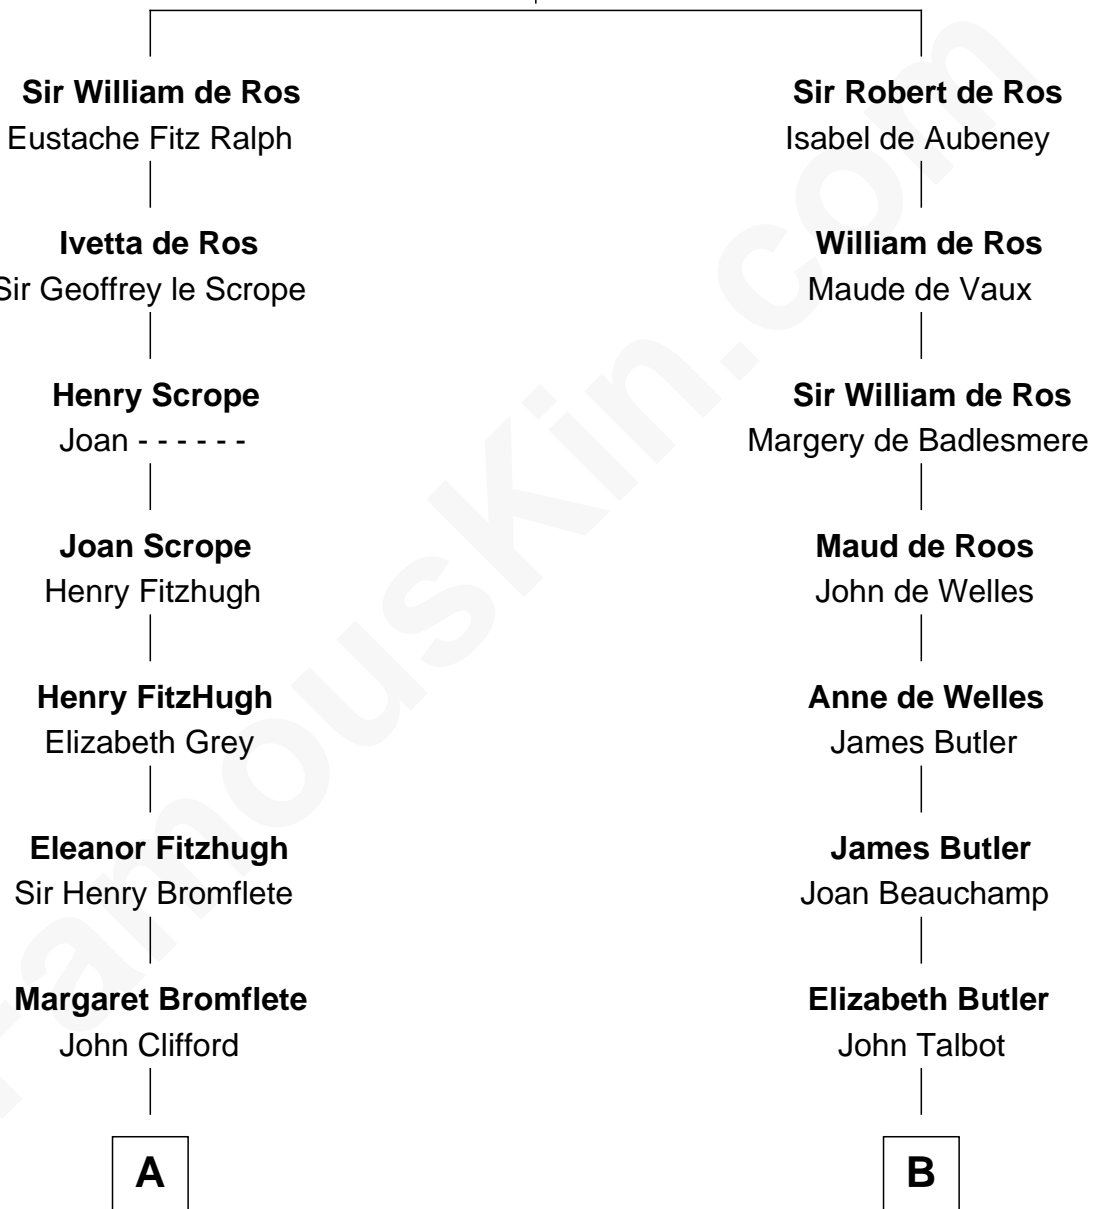 Sir William de Ros
Eustache Fitz Ralph
Ivetta de Ros
Sir Geoffrey le Scrope
Henry Scrope
Joan - - - - - -
Joan Scrope
Henry Fitzhugh
Henry FitzHugh
Elizabeth Grey
Eleanor Fitzhugh
Sir Henry Bromflete
Margaret Bromflete
John Clifford
A
Sir Robert de Ros
Isabel de Aubeney
William de Ros
Maude de Vaux
Sir William de Ros
Margery de Badlesmere
Maud de Roos
John de Welles
Anne de Welles
James Butler
James Butler
Joan Beauchamp
Elizabeth Butler
John Talbot
B
FamousKin.com